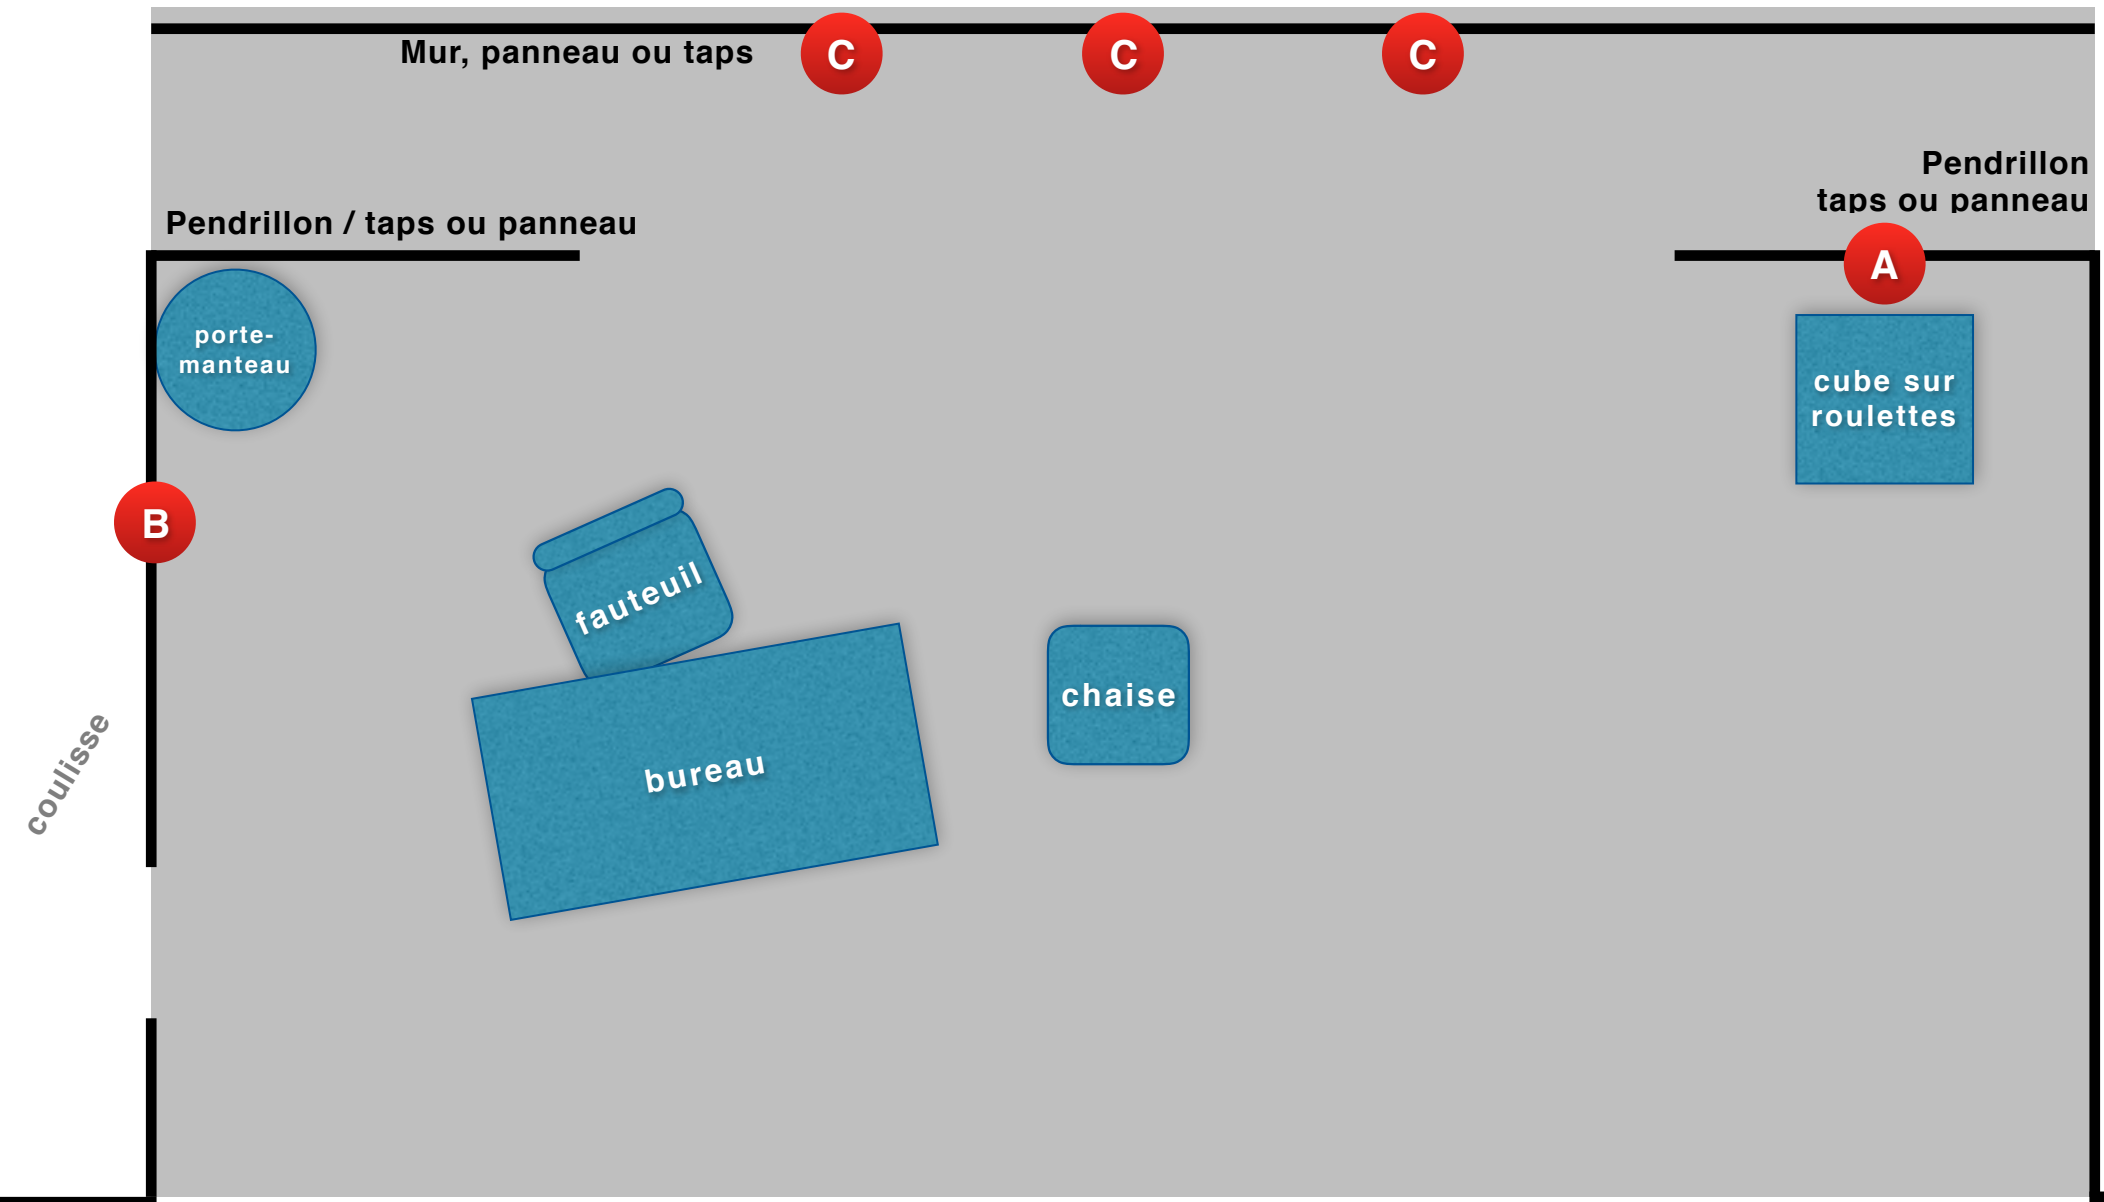 Mur, panneau ou taps
C
C
C
Pendrillon
taps ou panneau
Pendrillon / taps ou panneau
A
porte-
manteau
cube sur
roulettes
B
fauteuil
chaise
bureau
coulisse